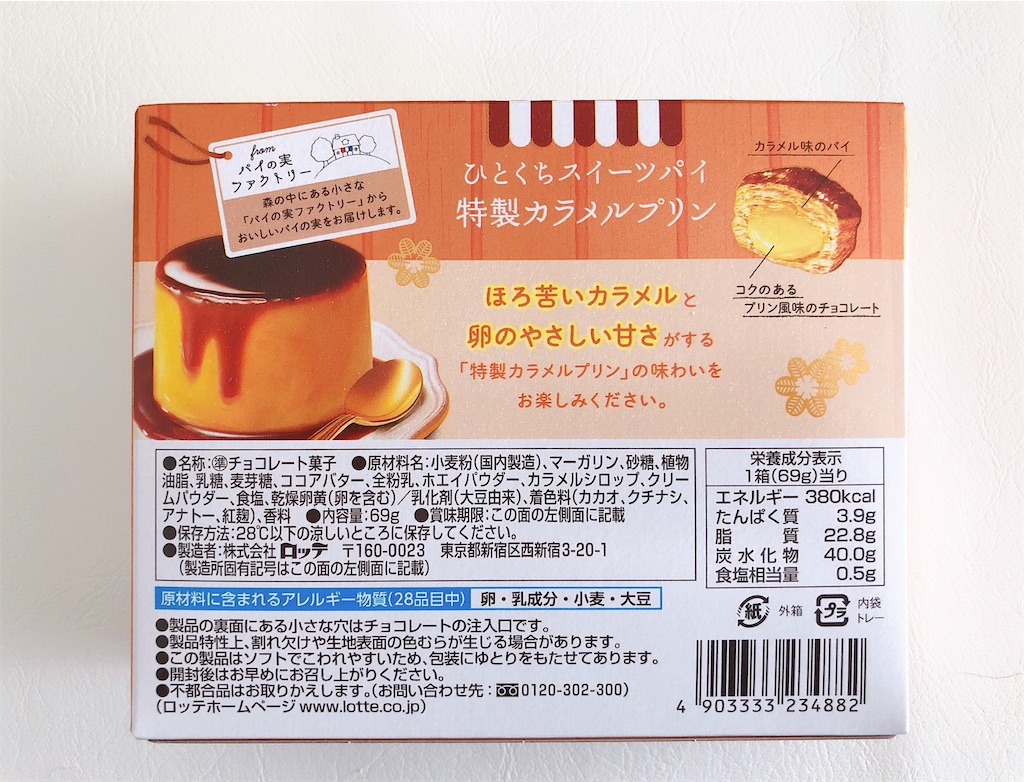 from
パイの実
ファクトリー
森の中にある小さな
「パイの実ファクトリー」から
おいしいパイの実をお届けします。
ひとくちスイーツパイ
特製カラメルプリン
カラメル味のパイ
コクのある
プリン風味のチョコレート
ほろ苦いカラメルと
卵のやさしい甘さがする
「特製カラメルプリン」の味わいを
お楽しみください。
●名称:㊜チョコレート菓子 ●原材料名:小麦粉(国内製造)、マーガリン、砂糖、植物
油脂、乳糖、麦芽糖、ココアバター、全粉乳、ホエイパウダー、カラメルシロップ、クリー
ムパウダー、食塩、乾燥卵黄(卵を含む)/乳化剤(大豆由来)、着色料(カカオ、クチナシ、
アナトー、紅麹)、香料 ●内容量:69g ●賞味期限:この面の左側面に記載
●保存方法:28℃以下の涼しいところに保存してください。
●製造者:株式会社 ロッテ 〒160-0023 東京都新宿区西新宿3-20-1
(製造所固有記号はこの面の左側面に記載)
栄養成分表示
1箱(69g)当り
エネルギー 380kcal
たんぱく質 3.9g
脂質 22.8g
炭水化物 40.0g
食塩相当量 0.5g
原材料に含まれるアレルギー物質(28品目中) 卵・乳成分・小麦・大豆
紙 外箱 プラ 内袋
トレー
●製品の裏面にある小さな穴はチョコレートの注入口です。
●製品特性上、割れ欠けや生地表面の色むらが生じる場合があります。
●この製品はソフトでこわれやすいため、包装にゆとりをもたせてあります。
●開封後はお早めにお召し上がりください。
●不都合品はお取りかえします。(お問い合わせ先:0120-302-300)
(ロッテホームページ www.lotte.co.jp)
4 903333 234882